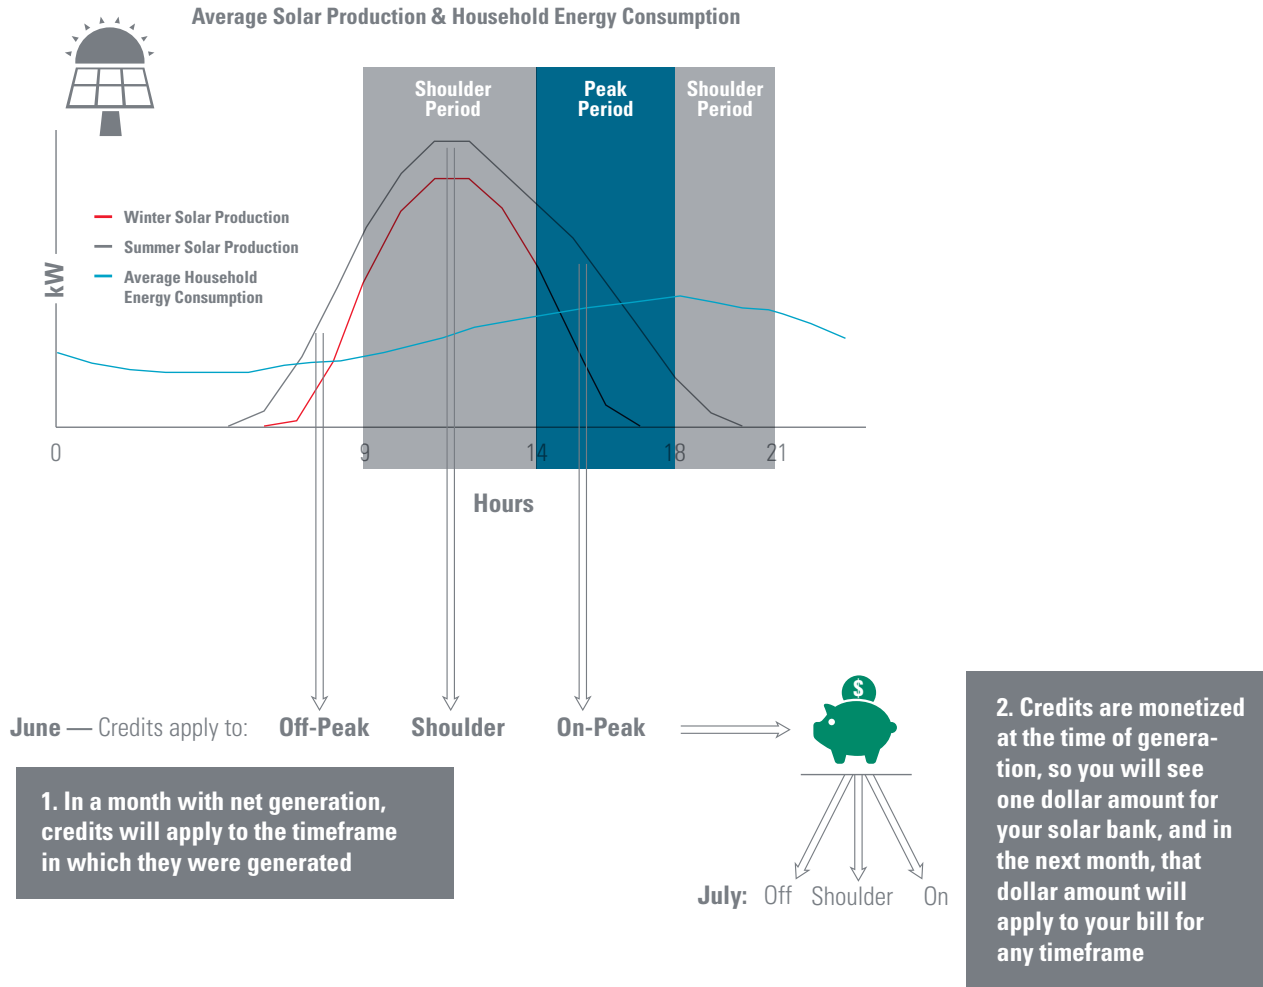 Average Solar Production & Household Energy Consumption
Shoulder
Period
Peak
Period
Shoulder
Period
Winter Solar Production
Summer Solar Production
Average Household
Energy Consumption
kW
0
9
14
18
21
Hours
June — Credits apply to: Off-Peak Shoulder On-Peak
$
1. In a month with net generation,
credits will apply to the timeframe
in which they were generated
July: Off Shoulder On
2. Credits are monetized
at the time of genera-
tion, so you will see
one dollar amount for
your solar bank, and in
the next month, that
dollar amount will
apply to your bill for
any timeframe